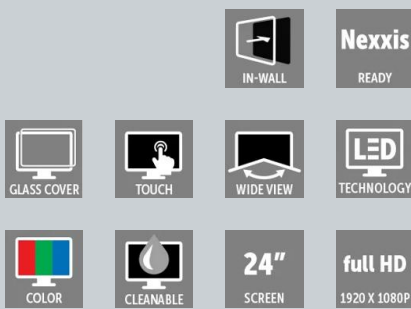 IN-WALL
Nexxis
READY
GLASS COVER
TOUCH
WIDE VIEW
LED
TECHNOLOGY
COLOR
CLEANABLE
24"
SCREEN
full HD
1920 X 1080P